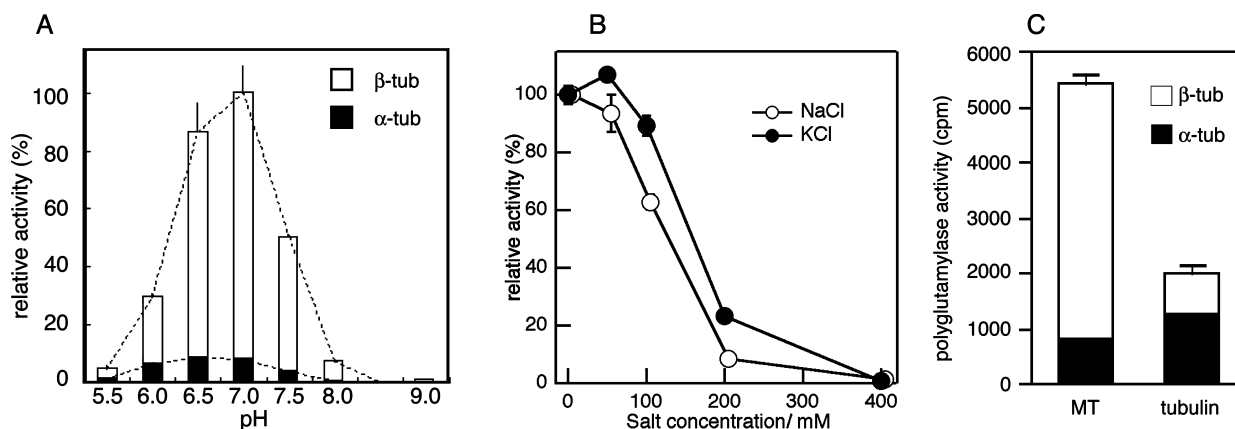 A
relative activity (%)
100
80
60
40
20
0
β-tub
α-tub
5.5 6.0 6.5 7.0 7.5 8.0 9.0
pH
B
relative activity (%)
100
80
60
40
20
0
NaCl
KCl
0 100 200 300 400
Salt concentration/ mM
C
polyglutamylase activity (cpm)
6000
5000
4000
3000
2000
1000
0
β-tub
α-tub
MT tubulin